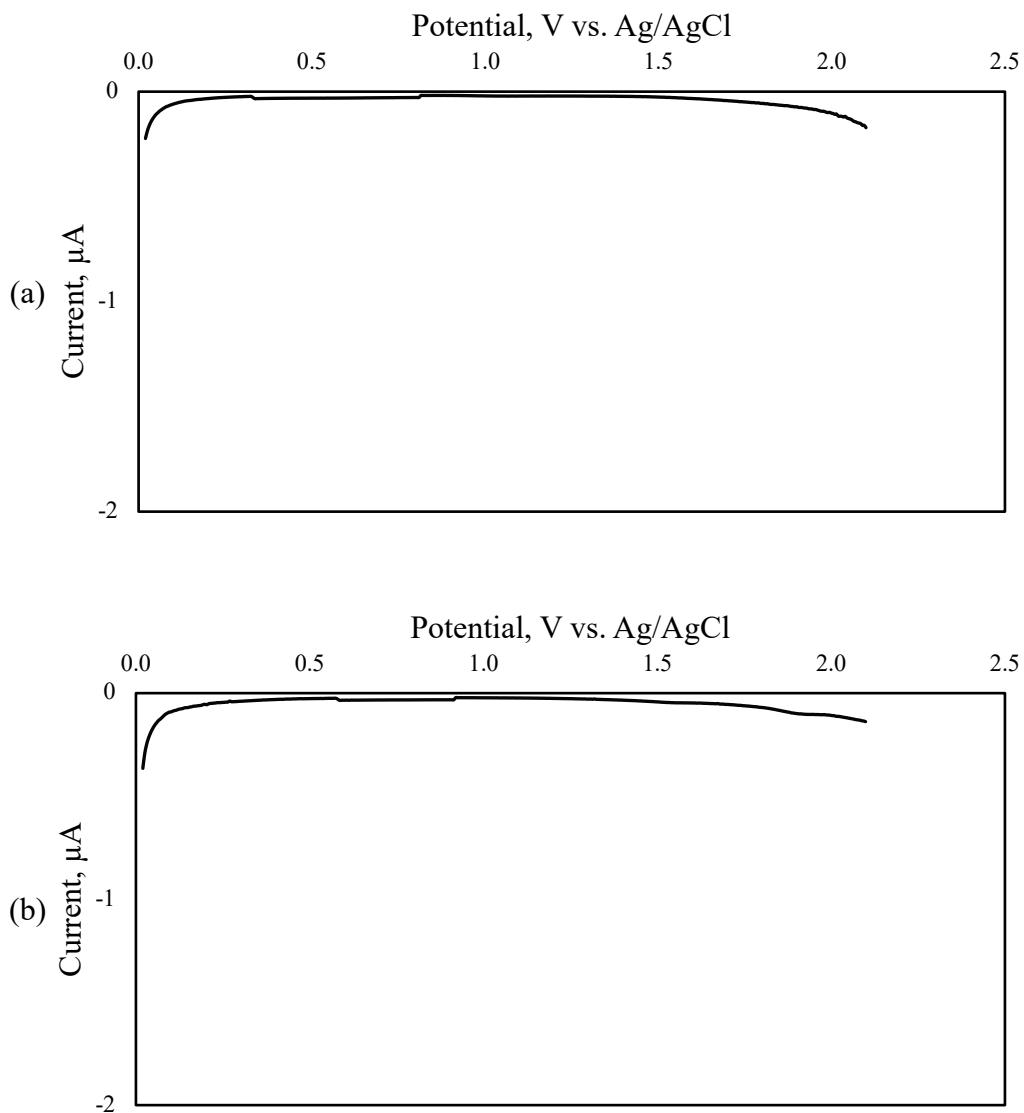 Potential, V vs. Ag/AgCl
0.0 0.5 1.0 1.5 2.0 2.5
0
-1
-2
Current, µA
(a)
Potential, V vs. Ag/AgCl
0.0 0.5 1.0 1.5 2.0 2.5
0
-1
-2
Current, µA
(b)